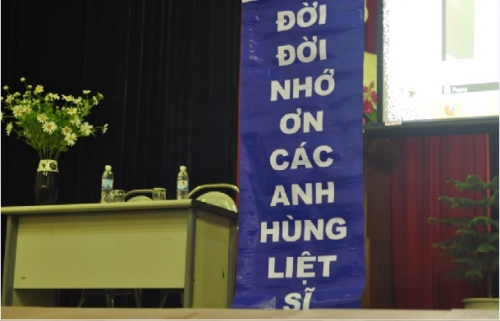 ĐỜI
ĐỜI
NHỚ
ƠN
CÁC
ANH
HÙNG
LIỆT
SĨ